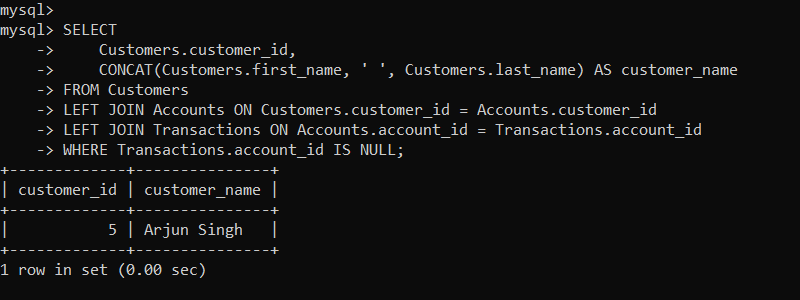 mysql>
mysql> SELECT
    ->     Customers.customer_id,
    ->     CONCAT(Customers.first_name, ' ', Customers.last_name) AS customer_name
    -> FROM Customers
    -> LEFT JOIN Accounts ON Customers.customer_id = Accounts.customer_id
    -> LEFT JOIN Transactions ON Accounts.account_id = Transactions.account_id
    -> WHERE Transactions.account_id IS NULL;
+-------------+---------------+
| customer_id | customer_name |
+-------------+---------------+
|           5 | Arjun Singh   |
+-------------+---------------+
1 row in set (0.00 sec)